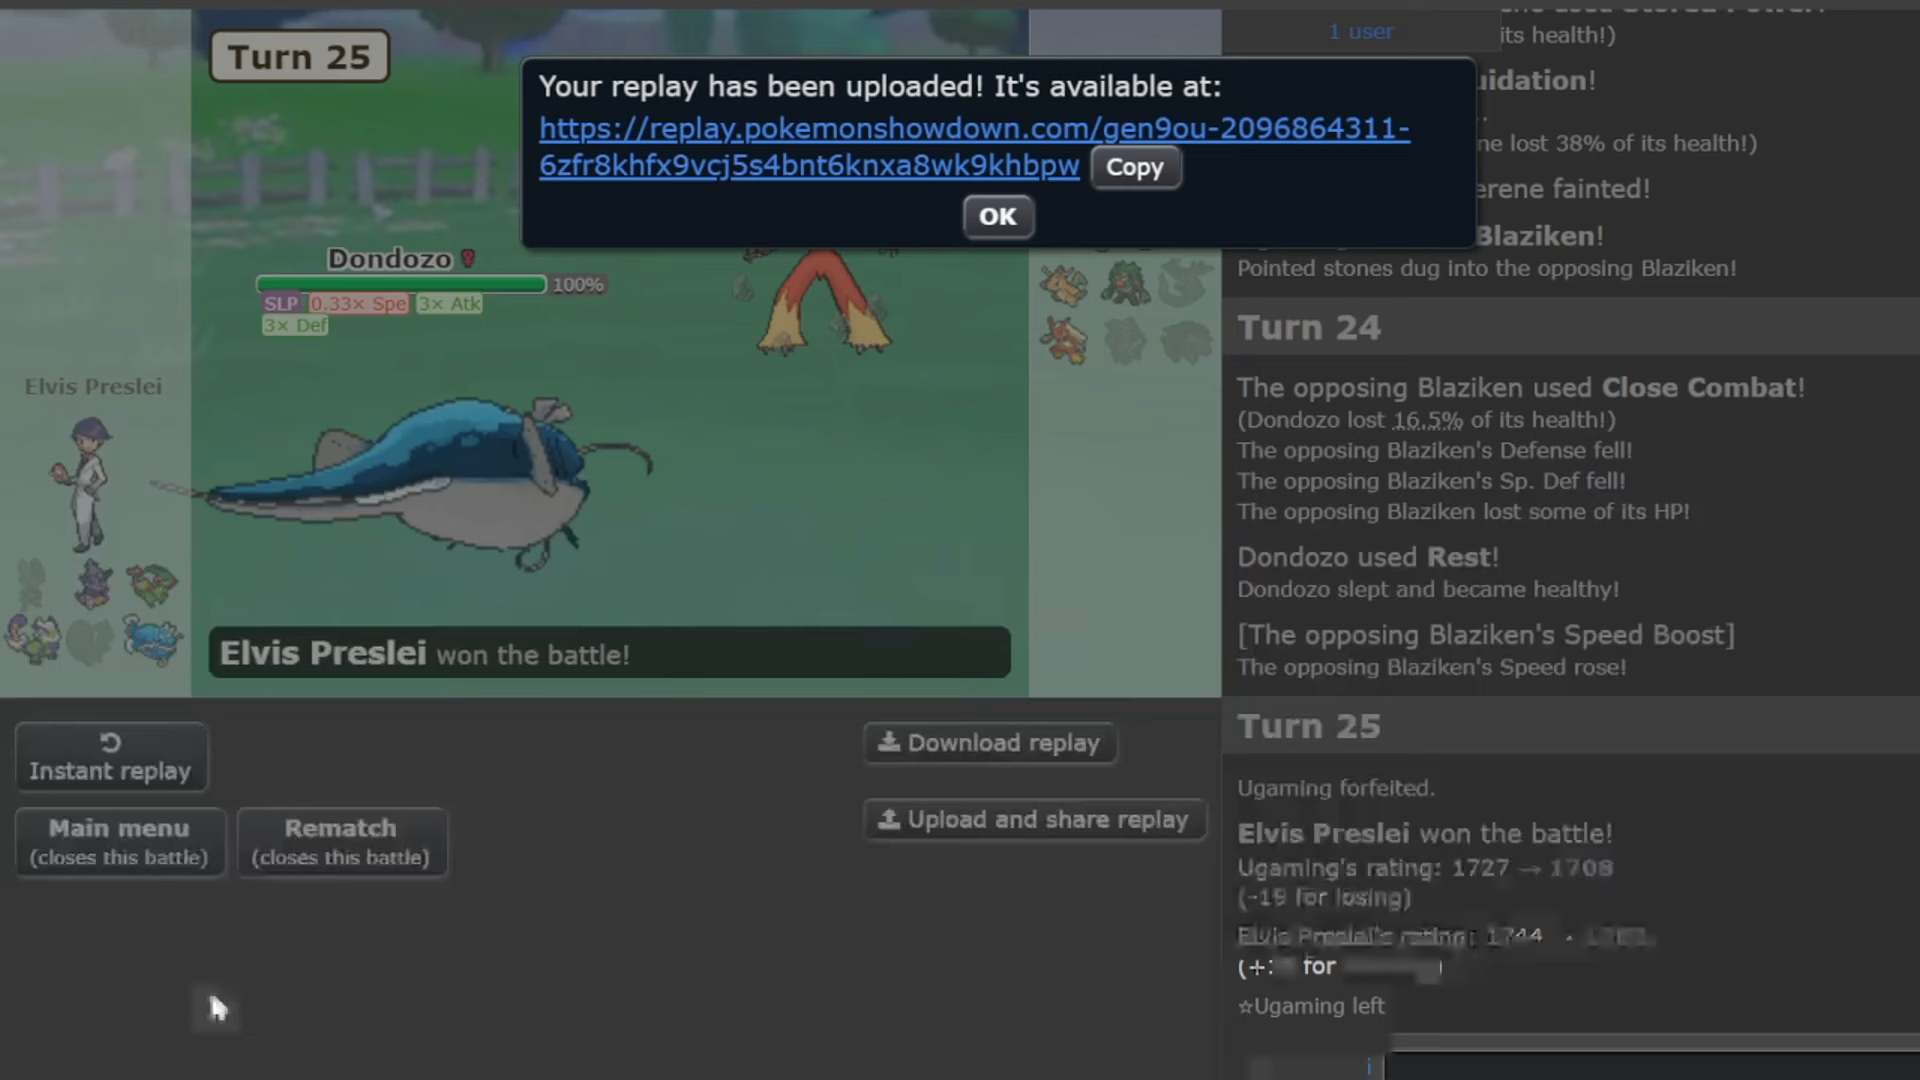 Turn 25
Your replay has been uploaded! It's available at:
https://replay.pokemonshowdown.com/gen9ou-2096864311-
6zfr8khfx9vcj5s4bnt6knxa8wk9khbpw Copy
OK
Dondozo
100%
SLP 0.33× Spe 3× Atk
3× Def
Elvis Preslei
Elvis Preslei won the battle!
Instant replay
Main menu
(closes this battle)
Rematch
(closes this battle)
Download replay
Upload and share replay
1 user
its health!)
uidation!
ne lost 38% of its health!)
erene fainted!
Blaziken!
Pointed stones dug into the opposing Blaziken!
Turn 24
The opposing Blaziken used Close Combat!
(Dondozo lost 16.5% of its health!)
The opposing Blaziken's Defense fell!
The opposing Blaziken's Sp. Def fell!
The opposing Blaziken lost some of its HP!
Dondozo used Rest!
Dondozo slept and became healthy!
[The opposing Blaziken's Speed Boost]
The opposing Blaziken's Speed rose!
Turn 25
Ugaming forfeited.
Elvis Preslei won the battle!
Ugaming's rating: 1727 → 1708
(-19 for losing)
Elvis Preslei's rating: 1744
for
☆Ugaming left